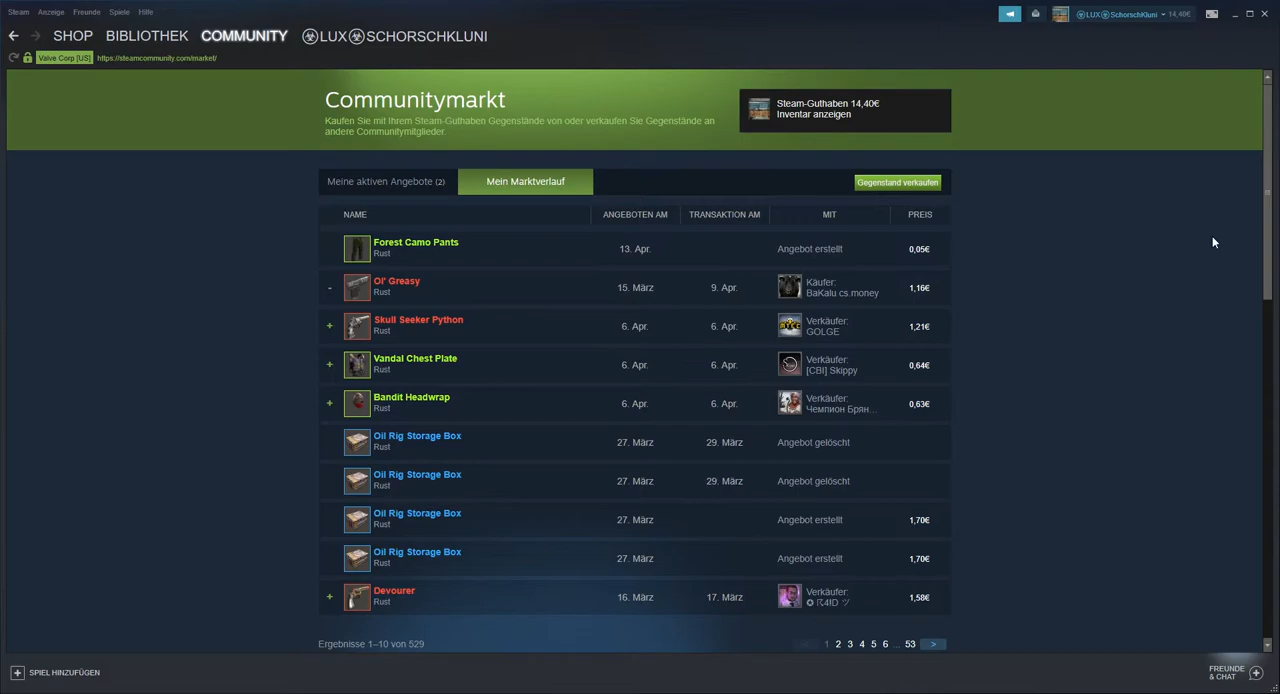 Steam Anzeige Freunde Spiele Hilfe
LUX SchorschKluni 14,40€
SHOP BIBLIOTHEK COMMUNITY LUX SCHORSCHKLUNI
Valve Corp [US] https://steamcommunity.com/market/
Communitymarkt
Kaufen Sie mit Ihrem Steam-Guthaben Gegenstände von oder verkaufen Sie Gegenstände an
andere Communitymitglieder.
Steam-Guthaben 14,40€
Inventar anzeigen
Meine aktiven Angebote (2) Mein Marktverlauf Gegenstand verkaufen
NAME ANGEBOTEN AM TRANSAKTION AM MIT PREIS
Forest Camo Pants
Rust
13. Apr. Angebot erstellt 0,05€
- Ol' Greasy
Rust
15. März 9. Apr. Käufer:
BaKalu cs.money
1,16€
+ Skull Seeker Python
Rust
6. Apr. 6. Apr. Verkäufer:
GOLGE
1,21€
+ Vandal Chest Plate
Rust
6. Apr. 6. Apr. Verkäufer:
[CBI] Skippy
0,64€
+ Bandit Headwrap
Rust
6. Apr. 6. Apr. Verkäufer:
Чемпион Брян...
0,63€
Oil Rig Storage Box
Rust
27. März 29. März Angebot gelöscht
Oil Rig Storage Box
Rust
27. März 29. März Angebot gelöscht
Oil Rig Storage Box
Rust
27. März Angebot erstellt 1,70€
Oil Rig Storage Box
Rust
27. März Angebot erstellt 1,70€
+ Devourer
Rust
16. März 17. März Verkäufer:
1,58€
Ergebnisse 1–10 von 529 < 1 2 3 4 5 6 ... 53 >
+ SPIEL HINZUFÜGEN
FREUNDE
& CHAT